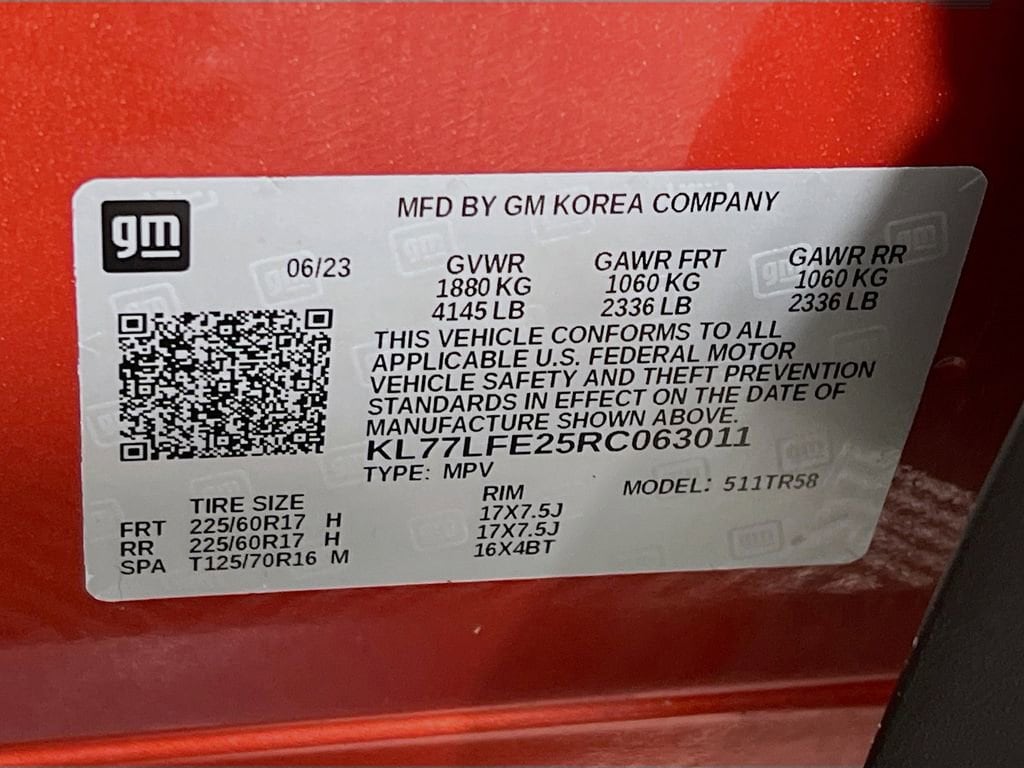 gm
MFD BY GM KOREA COMPANY
06/23
GVWR GAWR FRT GAWR RR
1880 KG 1060 KG 1060 KG
4145 LB 2336 LB 2336 LB
THIS VEHICLE CONFORMS TO ALL
APPLICABLE U.S. FEDERAL MOTOR
VEHICLE SAFETY AND THEFT PREVENTION
STANDARDS IN EFFECT ON THE DATE OF
MANUFACTURE SHOWN ABOVE.
KL77LFE25RC063011
TYPE: MPV MODEL: 511TR58
TIRE SIZE RIM
FRT 225/60R17 H 17X7.5J
RR 225/60R17 H 17X7.5J
SPA T125/70R16 M 16X4BT